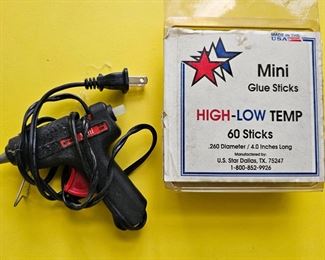 MADE IN THE
USA
Mini
Glue Sticks
HIGH-LOW TEMP
60 Sticks
.260 Diameter / 4.0 Inches Long
Manufactured by:
U.S. Star Dallas, TX. 75247
1-800-852-9926